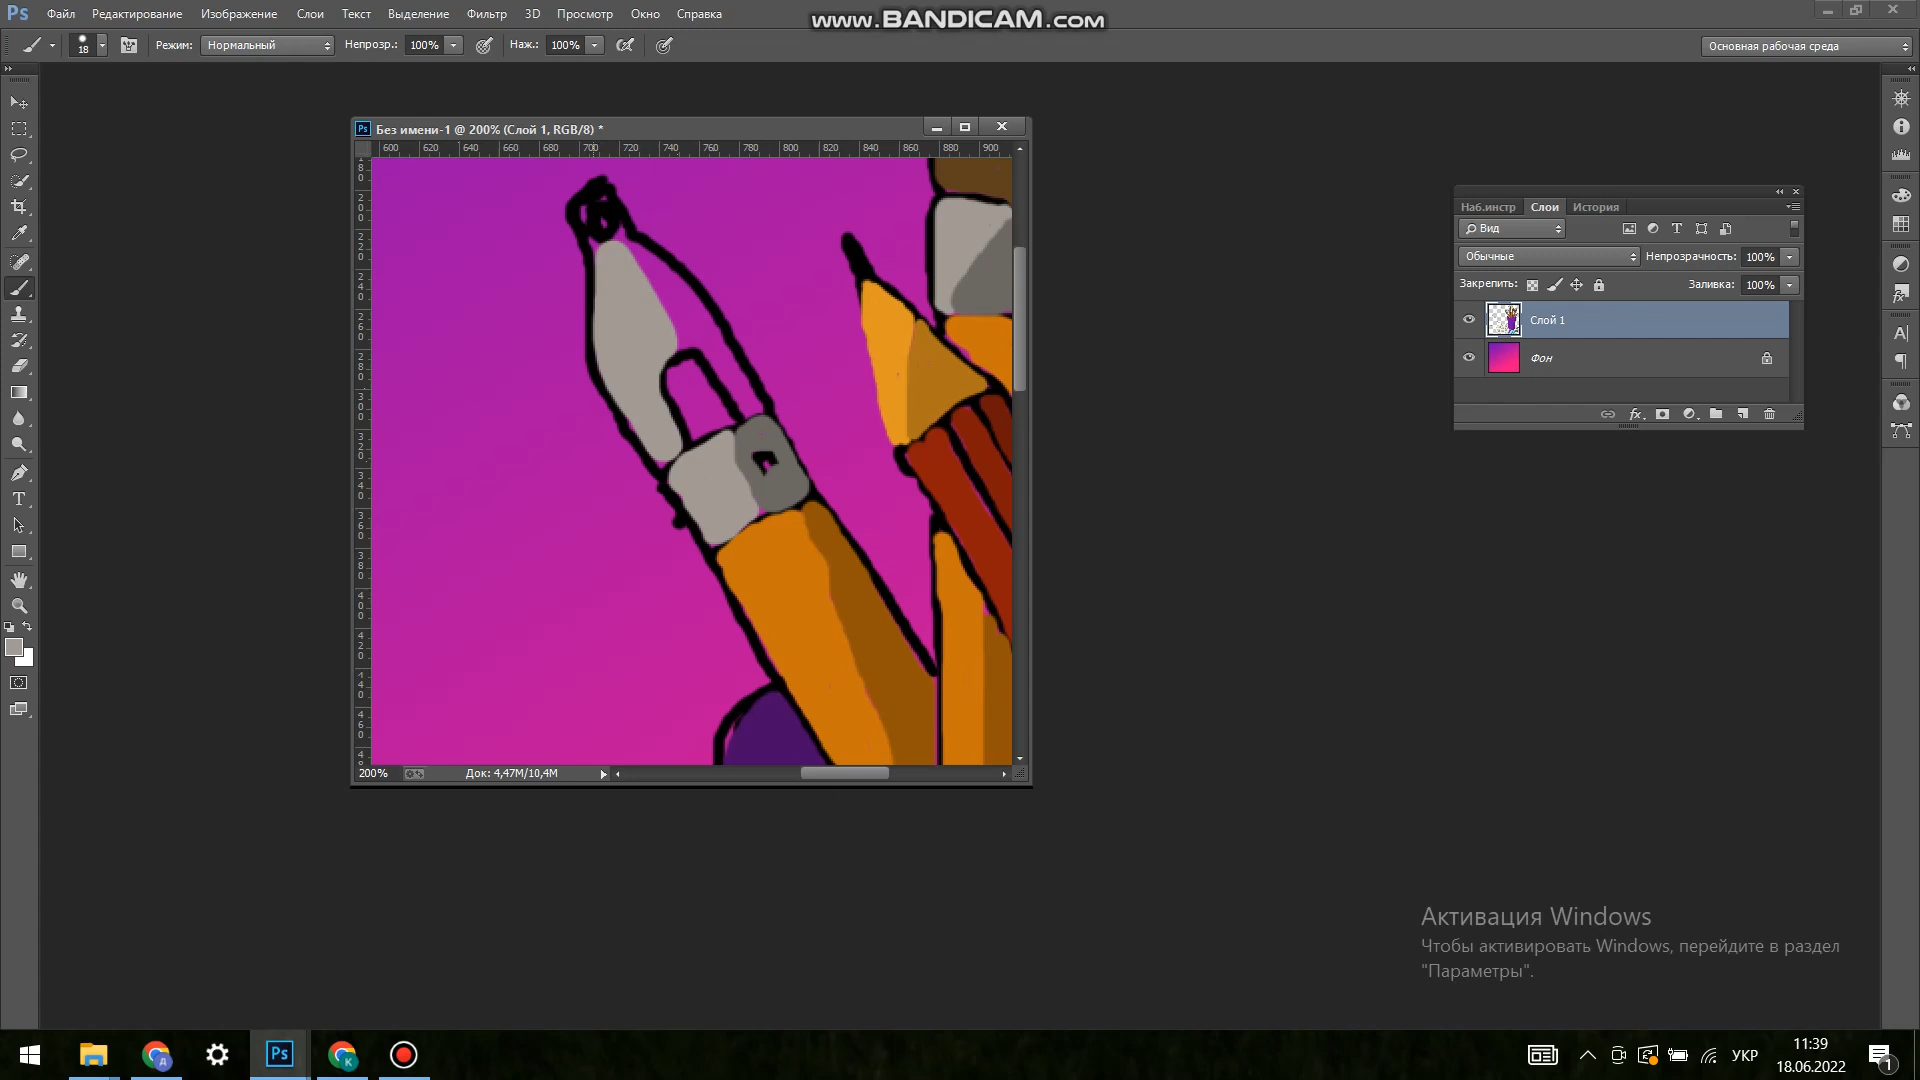 Ps Файл Редактирование Изображение Слои Текст Выделение Фильтр 3D Просмотр Окно Справка
www.BANDICAM.com
18 Режим: Нормальный Непрозр.: 100% Наж.: 100% Основная рабочая среда
Ps Без имени-1 @ 200% (Слой 1, RGB/8) *
600 620 640 660 680 700 720 740 760 780 800 820 840 860 880 900
Наб.инстр Слои История
Вид
Обычные Непрозрачность: 100%
Закрепить: Заливка: 100%
Слой 1
Фон
200% Док: 4,47M/10,4M
Активация Windows
Чтобы активировать Windows, перейдите в раздел
"Параметры".
Ps Д К УКР 11:39
18.06.2022 1